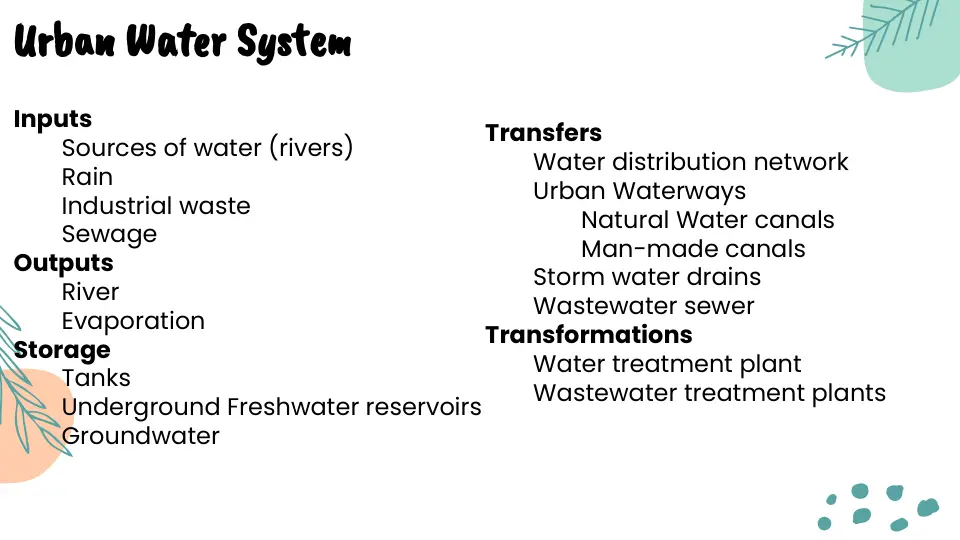 Urban Water System
Inputs
Sources of water (rivers)
Rain
Industrial waste
Sewage
Outputs
River
Evaporation
Storage
Tanks
Underground Freshwater reservoirs
Groundwater
Transfers
Water distribution network
Urban Waterways
Natural Water canals
Man-made canals
Storm water drains
Wastewater sewer
Transformations
Water treatment plant
Wastewater treatment plants